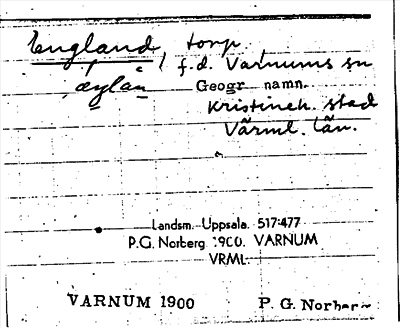 England, torp,
f.d. Varnums sn
Geogr. namn.
Kristineh. stad
Värml. län.
Landsm. Uppsala. 517:477
P.G. Norberg 1900. VARNUM
VRML.
VARNUM 1900 P. G. Norberg